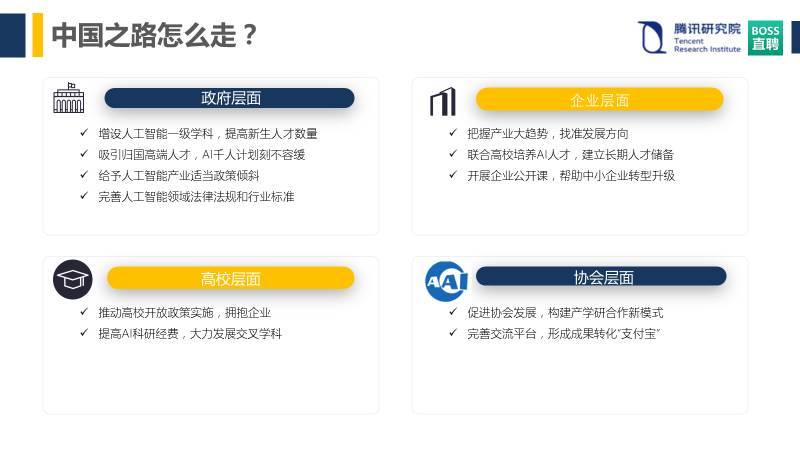 中国之路怎么走？
腾讯研究院
Tencent
Research Institute
BOSS
直聘
政府层面
增设人工智能一级学科，提高新生人才数量
吸引归国高端人才，AI千人计划刻不容缓
给予人工智能产业适当政策倾斜
完善人工智能领域法律法规和行业标准
企业层面
把握产业大趋势，找准发展方向
联合高校培养AI人才，建立长期人才储备
开展企业公开课，帮助中小企业转型升级
高校层面
推动高校开放政策实施，拥抱企业
提高AI科研经费，大力发展交叉学科
AAI
协会层面
促进协会发展，构建产学研合作新模式
完善交流平台，形成成果转化“支付宝”